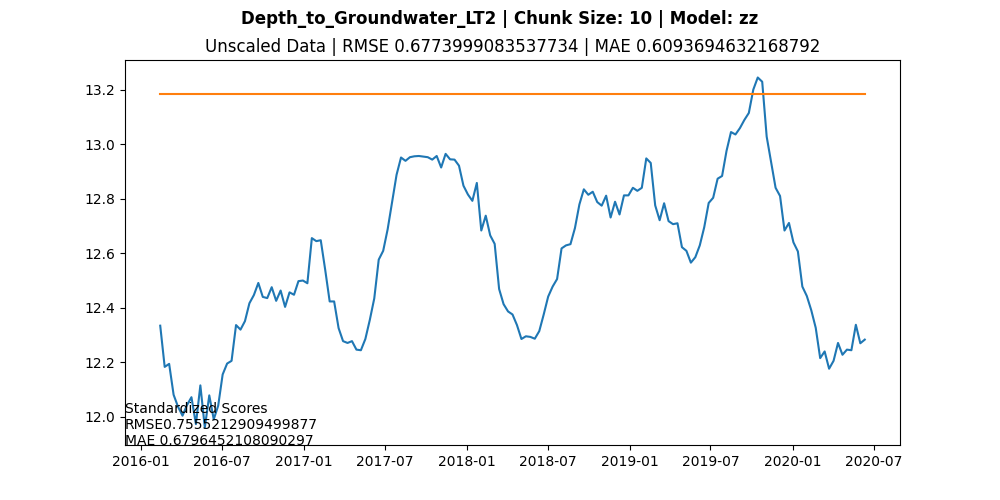 Depth_to_Groundwater_LT2 | Chunk Size: 10 | Model: zz
Unscaled Data | RMSE 0.6773999083537734 | MAE 0.6093694632168792
13.2
13.0
12.8
12.6
12.4
12.2
12.0
Standardized Scores
RMSE0.7555212909499877
MAE 0.6796452108090297
2016-01 2016-07 2017-01 2017-07 2018-01 2018-07 2019-01 2019-07 2020-01 2020-07